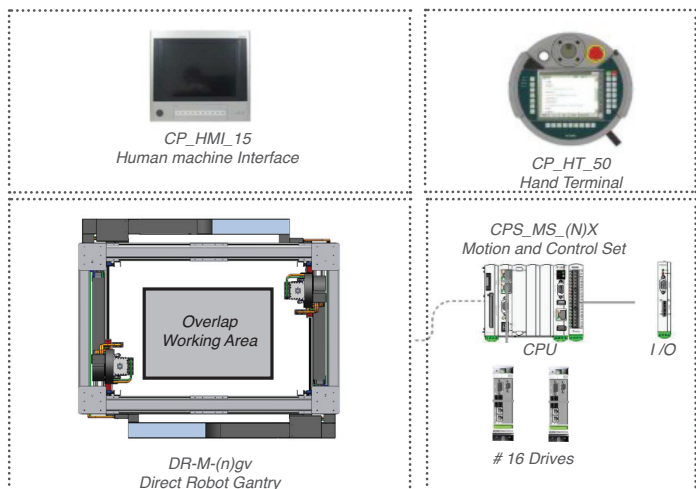 CP_HMI_15
Human machine Interface
CP_HT_50
Hand Terminal
Overlap
Working Area
DR-M-(n)gv
Direct Robot Gantry
CPS_MS_(N)X
Motion and Control Set
CPU
I /O
# 16 Drives